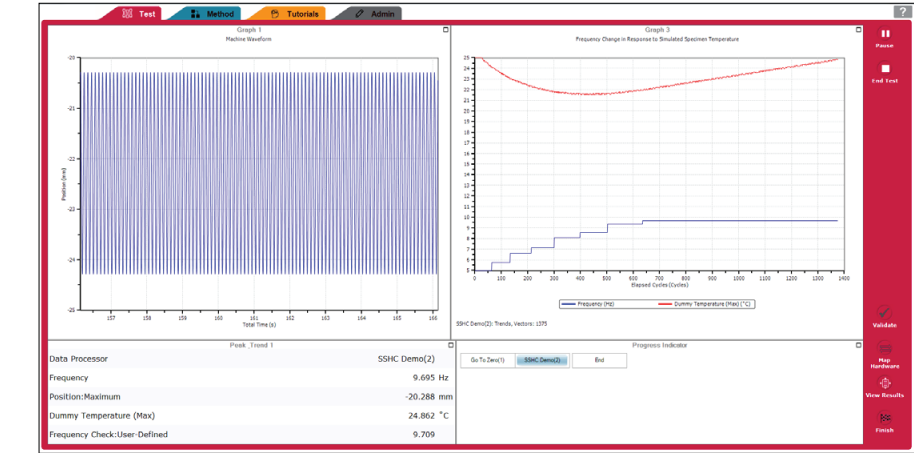 Test
Method
Tutorials
Admin
?
Graph 1
Machine Waveform
Position (mm)
-20
-21
-22
-23
-24
-25
157 158 159 160 161 162 163 164 165 166
Total Time (s)
Graph 3
Frequency Change in Response to Simulated Specimen Temperature
25
24
23
22
21
20
19
18
17
16
15
14
13
12
11
10
9
8
7
6
5
0 100 200 300 400 500 600 700 800 900 1000 1100 1200 1300 1400
Elapsed Cycles (Cycles)
Frequency (Hz) Dummy Temperature (Max) (°C)
SSHC Demo(2): Trends, Vectors: 1375
Peak_Trend 1
Data Processor SSHC Demo(2)
Frequency 9.695 Hz
Position:Maximum -20.288 mm
Dummy Temperature (Max) 24.862 °C
Frequency Check:User-Defined 9.709
Progress Indicator
Go To Zero(1) SSHC Demo(2) End
Pause
End Test
Validate
Map
Hardware
View Results
Finish